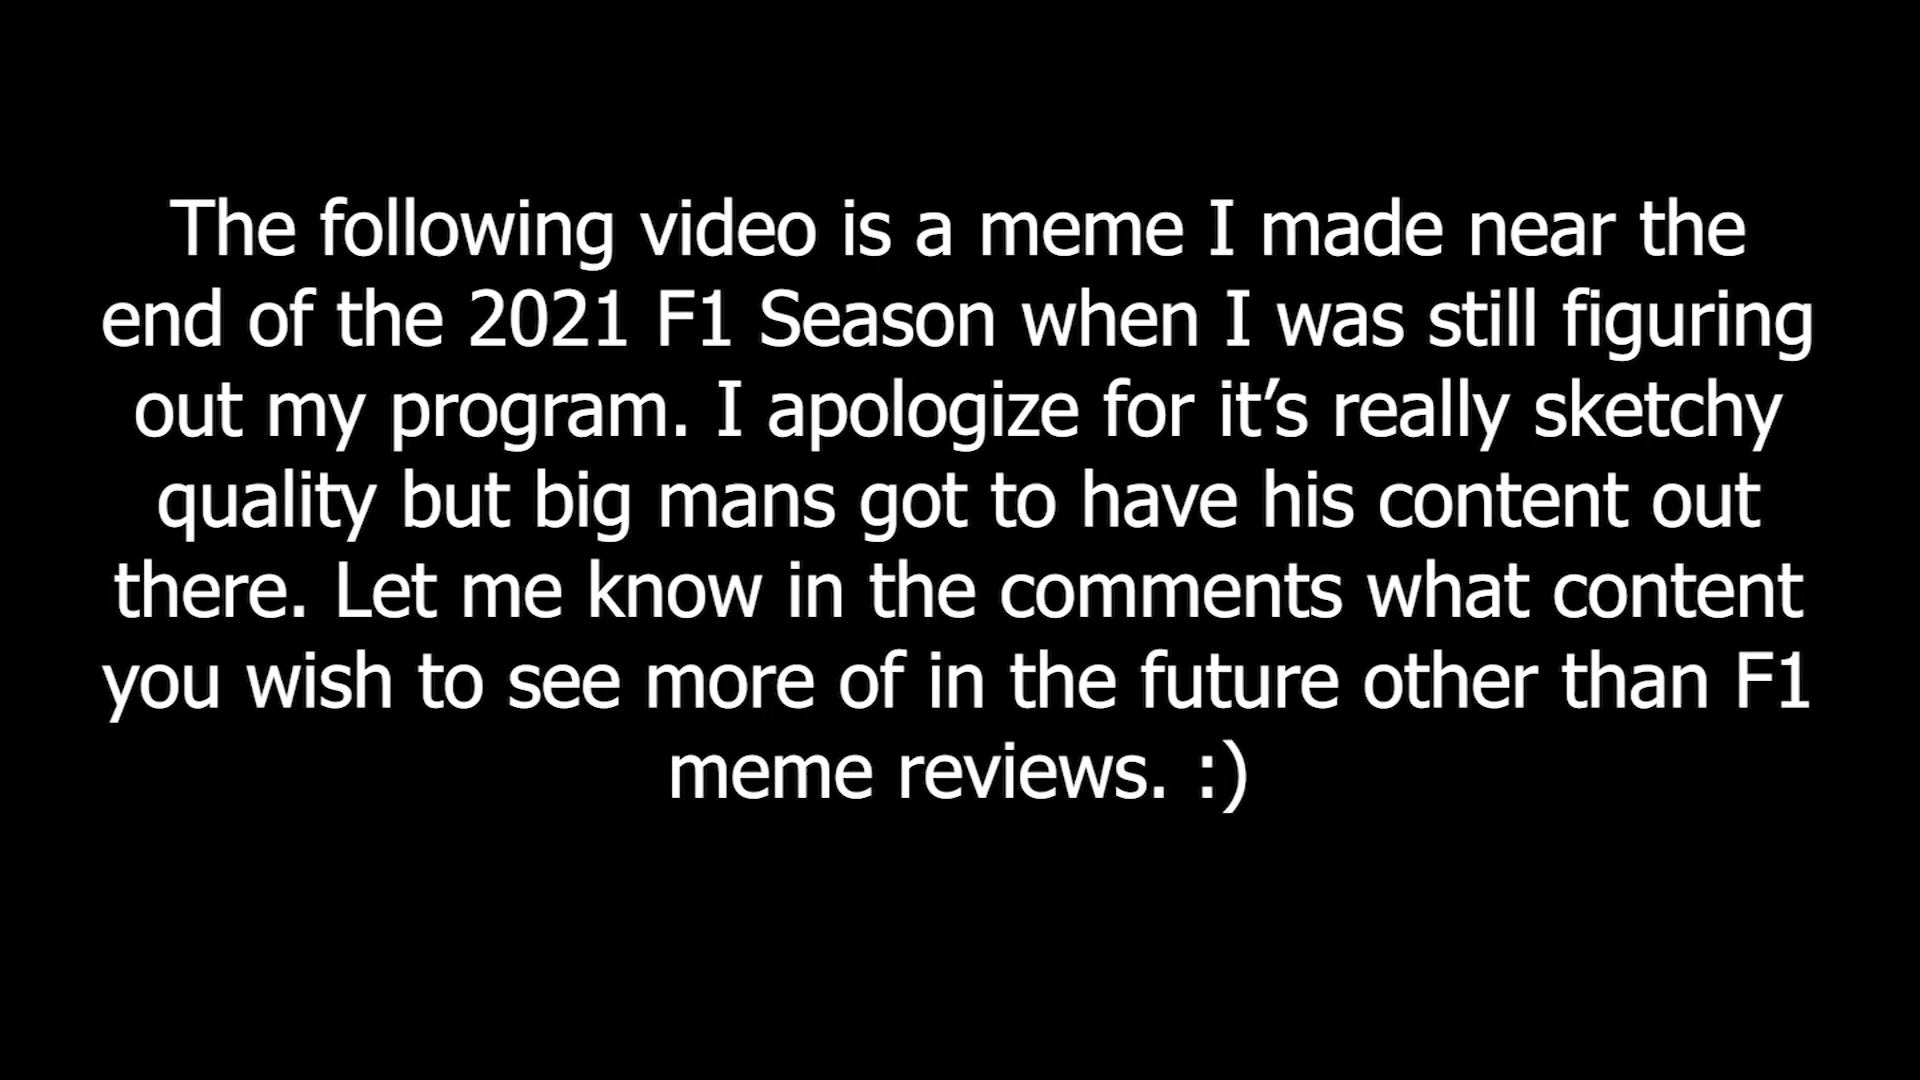 The following video is a meme I made near the
end of the 2021 F1 Season when I was still figuring
out my program. I apologize for it’s really sketchy
quality but big mans got to have his content out
there. Let me know in the comments what content
you wish to see more of in the future other than F1
meme reviews. :)